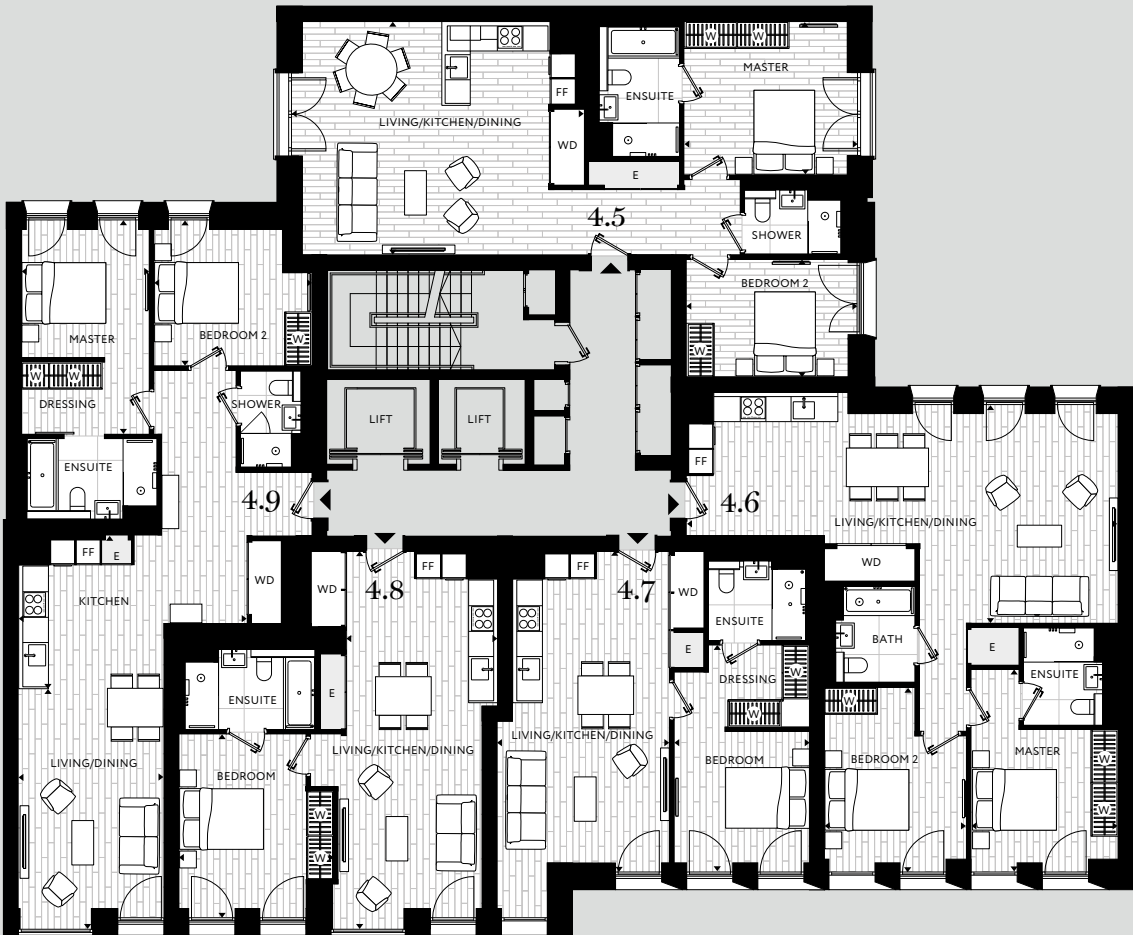 W W
MASTER
ENSUITE
FF
LIVING/KITCHEN/DINING
WD
E
4.5
SHOWER
BEDROOM 2
W
MASTER
BEDROOM 2
W
W W
DRESSING
SHOWER
ENSUITE
LIFT
LIFT
FF
4.9
4.6
LIVING/KITCHEN/DINING
FF
E
KITCHEN
WD
WD
4.8
FF
FF
4.7
WD
WD
ENSUITE
E
DRESSING
W
W
BATH
E
ENSUITE
ENSUITE
E
W
LIVING/DINING
BEDROOM
LIVING/KITCHEN/DINING
LIVING/KITCHEN/DINING
BEDROOM
BEDROOM 2
MASTER
W
W
W
W